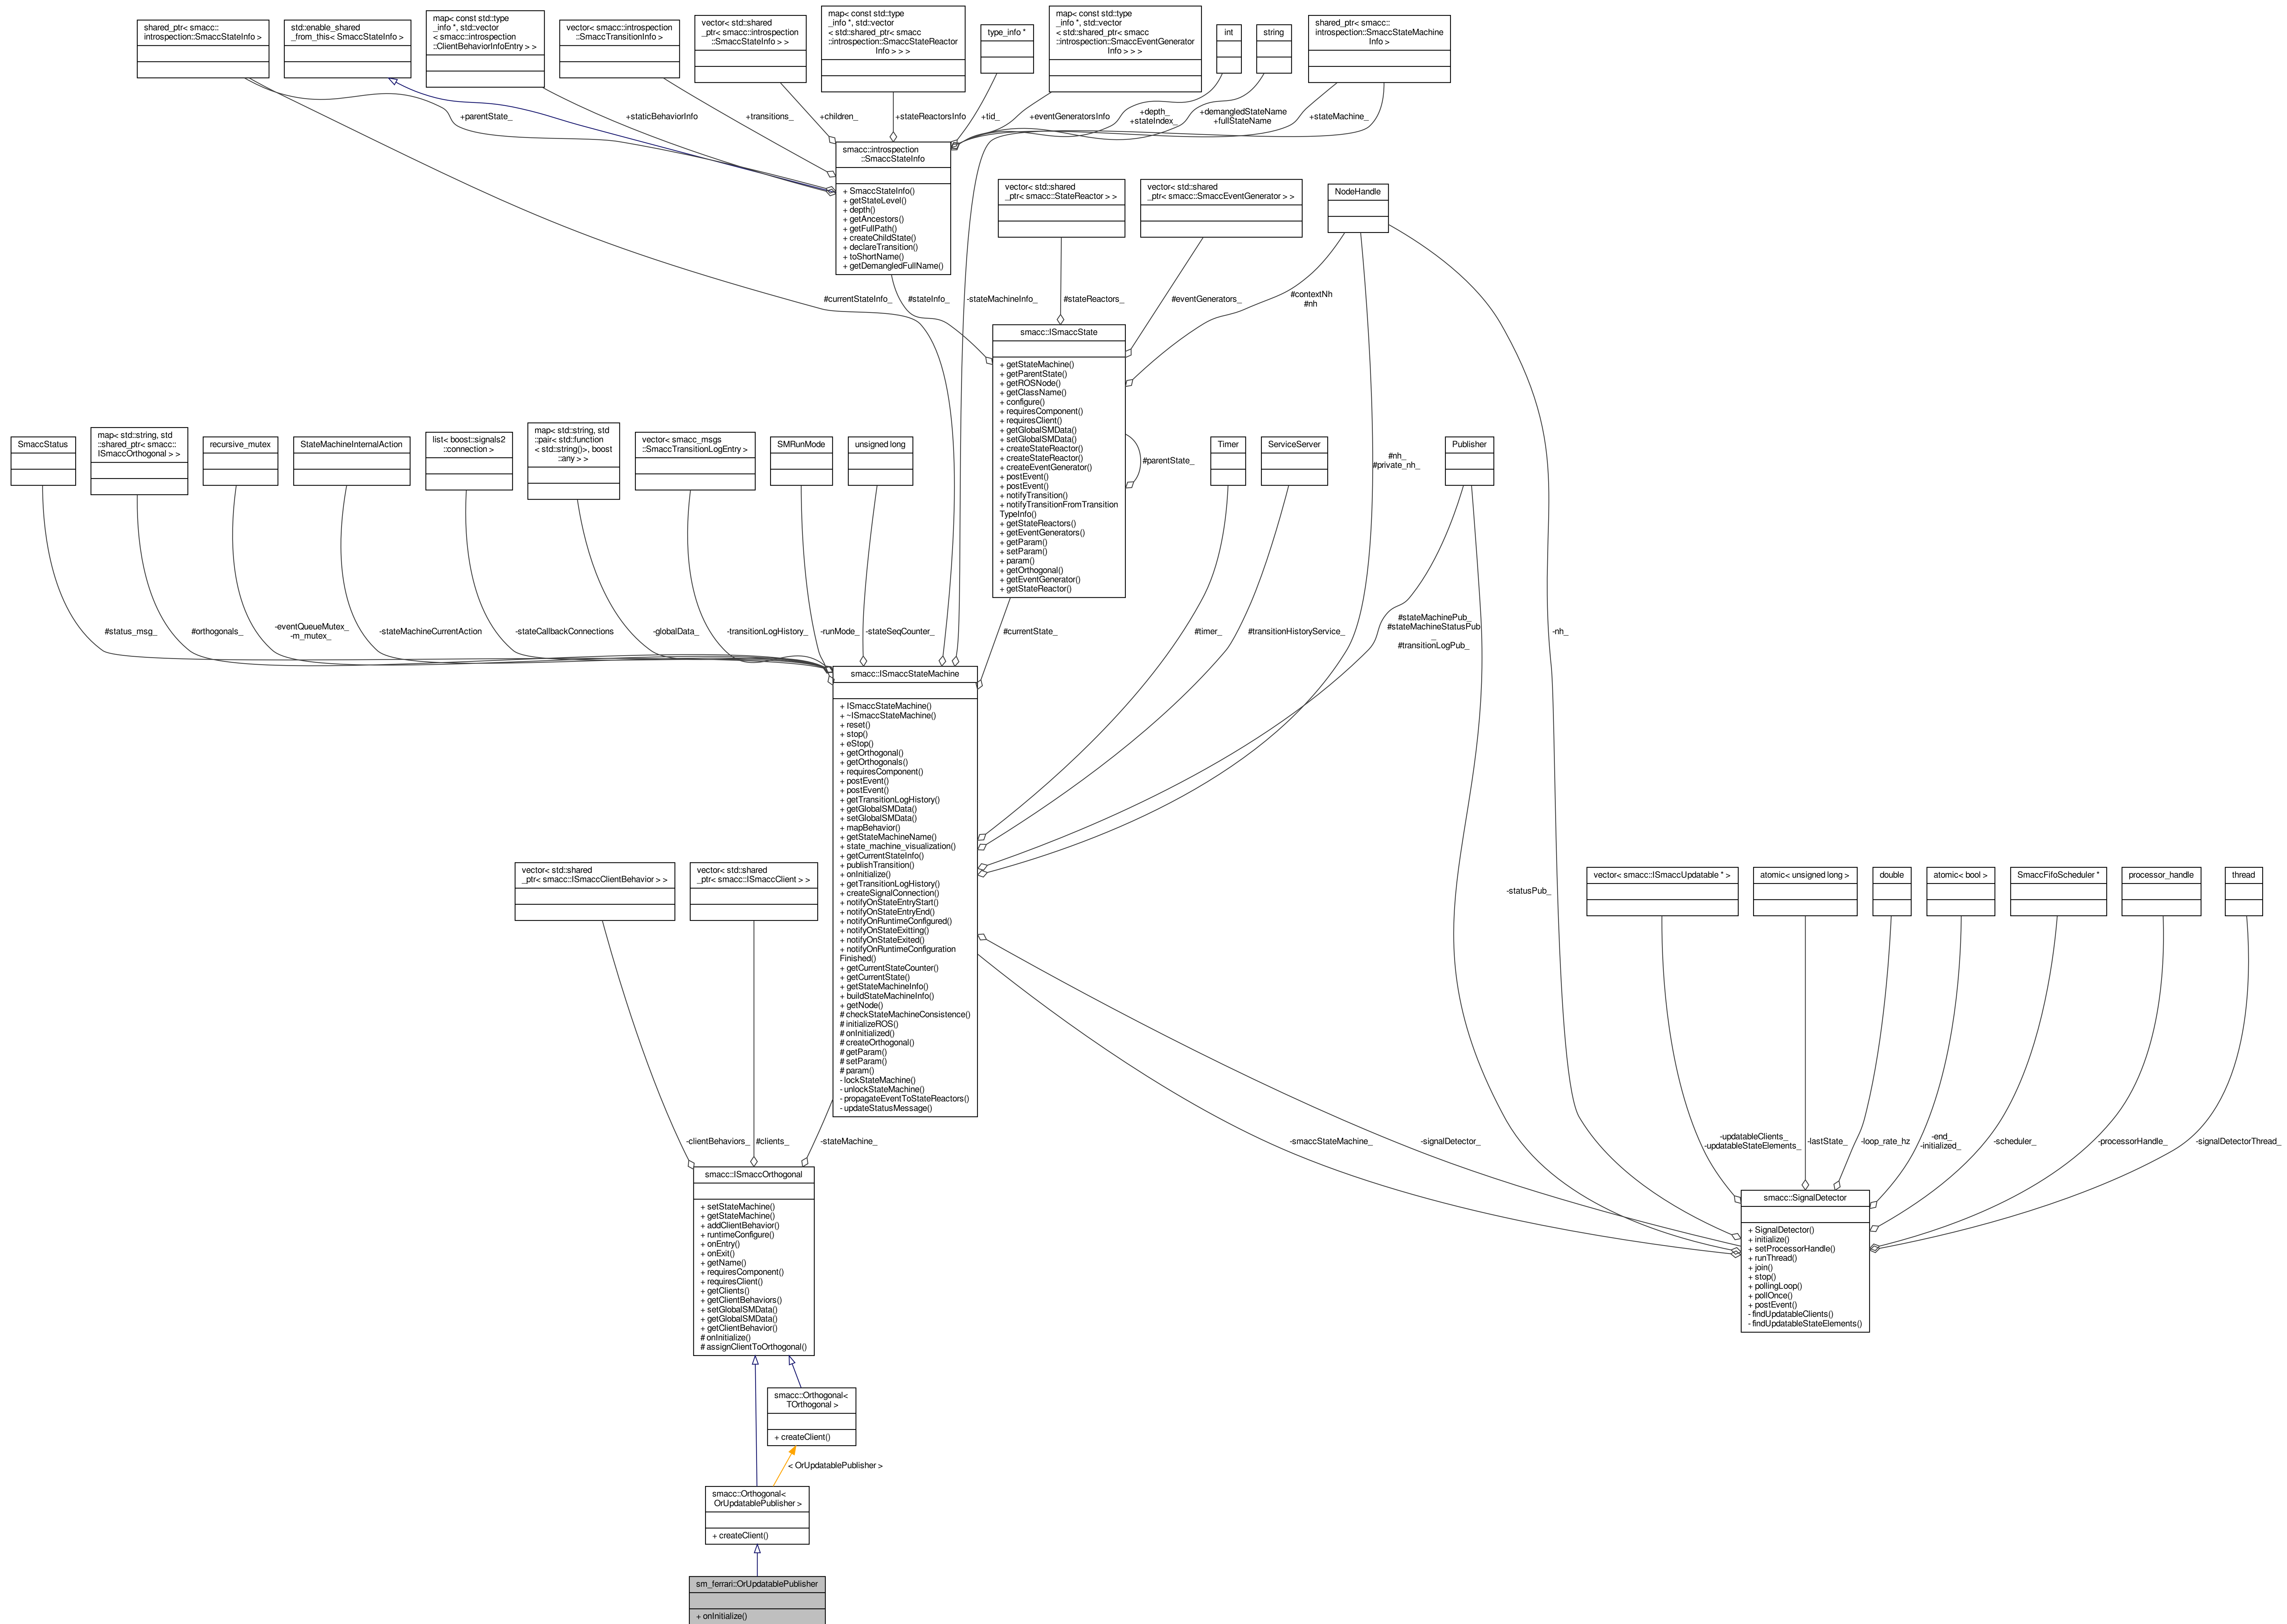 shared_ptr< smacc::
introspection::SmaccStateInfo >
std::enable_shared
_from_this< SmaccStateInfo >
map< const std::type
_info *, std::vector
< smacc::introspection
::ClientBehaviorInfoEntry > >
vector< smacc::introspection
::SmaccTransitionInfo >
vector< std::shared
_ptr< smacc::introspection
::SmaccStateInfo > >
map< const std::type
_info *, std::vector
< std::shared_ptr< smacc
::introspection::SmaccStateReactor
Info > > >
type_info *
map< const std::type
_info *, std::vector
< std::shared_ptr< smacc
::introspection::SmaccEventGenerator
Info > > >
int
string
shared_ptr< smacc::
introspection::SmaccStateMachine
Info >
+parentState_
+staticBehaviorInfo
+transitions_
+children_
+stateReactorsInfo
+tid_
+eventGeneratorsInfo
+depth_
+stateIndex_
+demangledStateName
+fullStateName
+stateMachine_
smacc::introspection
::SmaccStateInfo
+ SmaccStateInfo()
+ getStateLevel()
+ depth()
+ getAncestors()
+ getFullPath()
+ createChildState()
+ declareTransition()
+ toShortName()
+ getDemangledFullName()
vector< std::shared
_ptr< smacc::StateReactor > >
vector< std::shared
_ptr< smacc::SmaccEventGenerator > >
NodeHandle
#currentStateInfo_
#stateInfo_
-stateMachineInfo_
#stateReactors_
#eventGenerators_
#contextNh
#nh
smacc::ISmaccState
+ getStateMachine()
+ getParentState()
+ getROSNode()
+ getClassName()
+ configure()
+ requiresComponent()
+ requiresClient()
+ getGlobalSMData()
+ setGlobalSMData()
+ createStateReactor()
+ createStateReactor()
+ createEventGenerator()
+ postEvent()
+ postEvent()
+ notifyTransition()
+ notifyTransitionFromTransition
TypeInfo()
+ getStateReactors()
+ getEventGenerators()
+ getParam()
+ setParam()
+ param()
+ getOrthogonal()
+ getEventGenerator()
+ getStateReactor()
#parentState_
SmaccStatus
map< std::string, std
::shared_ptr< smacc::
ISmaccOrthogonal > >
recursive_mutex
StateMachineInternalAction
list< boost::signals2
::connection >
map< std::string, std
::pair< std::function
< std::string()>, boost
::any > >
vector< smacc_msgs
::SmaccTransitionLogEntry >
SMRunMode
unsigned long
Timer
ServiceServer
Publisher
#nh_
#private_nh_
#status_msg_
#orthogonals_
-eventQueueMutex_
-m_mutex_
-stateMachineCurrentAction
-stateCallbackConnections
-globalData_
-transitionLogHistory_
-runMode_
-stateSeqCounter_
#currentState_
#timer_
#transitionHistoryService_
#stateMachinePub_
#stateMachineStatusPub
_
#transitionLogPub_
-nh_
smacc::ISmaccStateMachine
+ ISmaccStateMachine()
+ ~ISmaccStateMachine()
+ reset()
+ stop()
+ eStop()
+ getOrthogonal()
+ getOrthogonals()
+ requiresComponent()
+ postEvent()
+ postEvent()
+ getTransitionLogHistory()
+ getGlobalSMData()
+ setGlobalSMData()
+ mapBehavior()
+ getStateMachineName()
+ state_machine_visualization()
+ getCurrentStateInfo()
+ publishTransition()
+ onInitialize()
+ getTransitionLogHistory()
+ createSignalConnection()
+ notifyOnStateEntryStart()
+ notifyOnStateEntryEnd()
+ notifyOnRuntimeConfigured()
+ notifyOnStateExitting()
+ notifyOnStateExited()
+ notifyOnRuntimeConfiguration
Finished()
+ getCurrentStateCounter()
+ getCurrentState()
+ getStateMachineInfo()
+ buildStateMachineInfo()
+ getNode()
# checkStateMachineConsistence()
# initializeROS()
# onInitialized()
# createOrthogonal()
# getParam()
# setParam()
# param()
- lockStateMachine()
- unlockStateMachine()
- propagateEventToStateReactors()
- updateStatusMessage()
vector< std::shared
_ptr< smacc::ISmaccClientBehavior > >
vector< std::shared
_ptr< smacc::ISmaccClient > >
-statusPub_
vector< smacc::ISmaccUpdatable * >
atomic< unsigned long >
double
atomic< bool >
SmaccFifoScheduler *
processor_handle
thread
-clientBehaviors_
#clients_
-stateMachine_
-smaccStateMachine_
-signalDetector_
-updatableClients_
-updatableStateElements_
-lastState_
-loop_rate_hz
-end_
-initialized_
-scheduler_
-processorHandle_
-signalDetectorThread_
smacc::ISmaccOrthogonal
+ setStateMachine()
+ getStateMachine()
+ addClientBehavior()
+ runtimeConfigure()
+ onEntry()
+ onExit()
+ getName()
+ requiresComponent()
+ requiresClient()
+ getClients()
+ getClientBehaviors()
+ setGlobalSMData()
+ getGlobalSMData()
+ getClientBehavior()
# onInitialize()
# assignClientToOrthogonal()
smacc::SignalDetector
+ SignalDetector()
+ initialize()
+ setProcessorHandle()
+ runThread()
+ join()
+ stop()
+ pollingLoop()
+ pollOnce()
+ postEvent()
- findUpdatableClients()
- findUpdatableStateElements()
smacc::Orthogonal<
TOrthogonal >
+ createClient()
< OrUpdatablePublisher >
smacc::Orthogonal<
OrUpdatablePublisher >
+ createClient()
sm_ferrari::OrUpdatablePublisher
+ onInitialize()